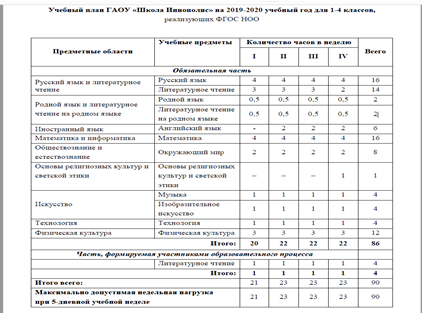 Учебный план ГАОУ «Школа Иннополис» на 2019-2020 учебный год для 1-4 классов,
реализующих ФГОС НОО
Предметные области Учебные предметы Количество часов в неделю Всего
I II III IV
Обязательная часть
Русский язык и литературное чтение Русский язык 4 4 4 4 16
Литературное чтение 3 3 3 2 14
Родной язык и литературное чтение на родном языке Родной язык 0,5 0,5 0,5 0,5 2
Литературное чтение на родном языке 0,5 0,5 0,5 0,5 2
Иностранный язык Английский язык - 2 2 2 6
Математика и информатика Математика 4 4 4 4 16
Обществознание и естествознание Окружающий мир 2 2 2 2 8
Основы религиозных культур и светской этики Основы религиозных культур и светской этики – – – 1 1
Искусство Музыка 1 1 1 1 4
Изобразительное искусство 1 1 1 1 4
Технология Технология 1 1 1 1 4
Физическая культура Физическая культура 3 3 3 3 12
Итого: 20 22 22 22 86
Часть, формируемая участниками образовательного процесса
Литературное чтение 1 1 1 1 4
Итого: 1 1 1 1 4
Итого всего: 21 23 23 23 90
Максимально допустимая недельная нагрузка
при 5-дневной учебной неделе 21 23 23 23 90